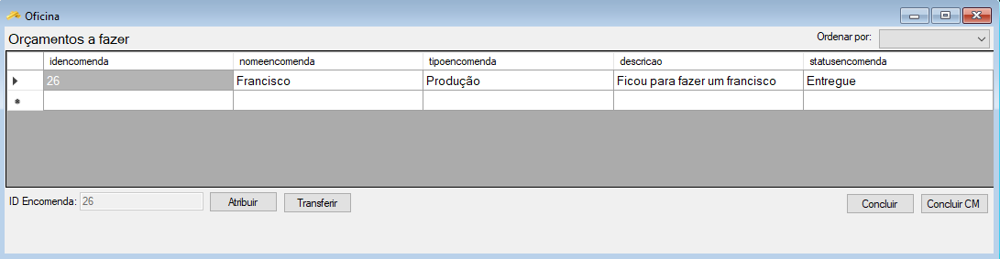 Oficina
Orçamentos a fazer
Ordenar por:
idencomenda nomeencomenda tipoencomenda descricao statusencomenda
26 Francisco Produção Ficou para fazer um francisco Entregue
ID Encomenda: 26 Atribuir Transferir Concluir Concluir CM